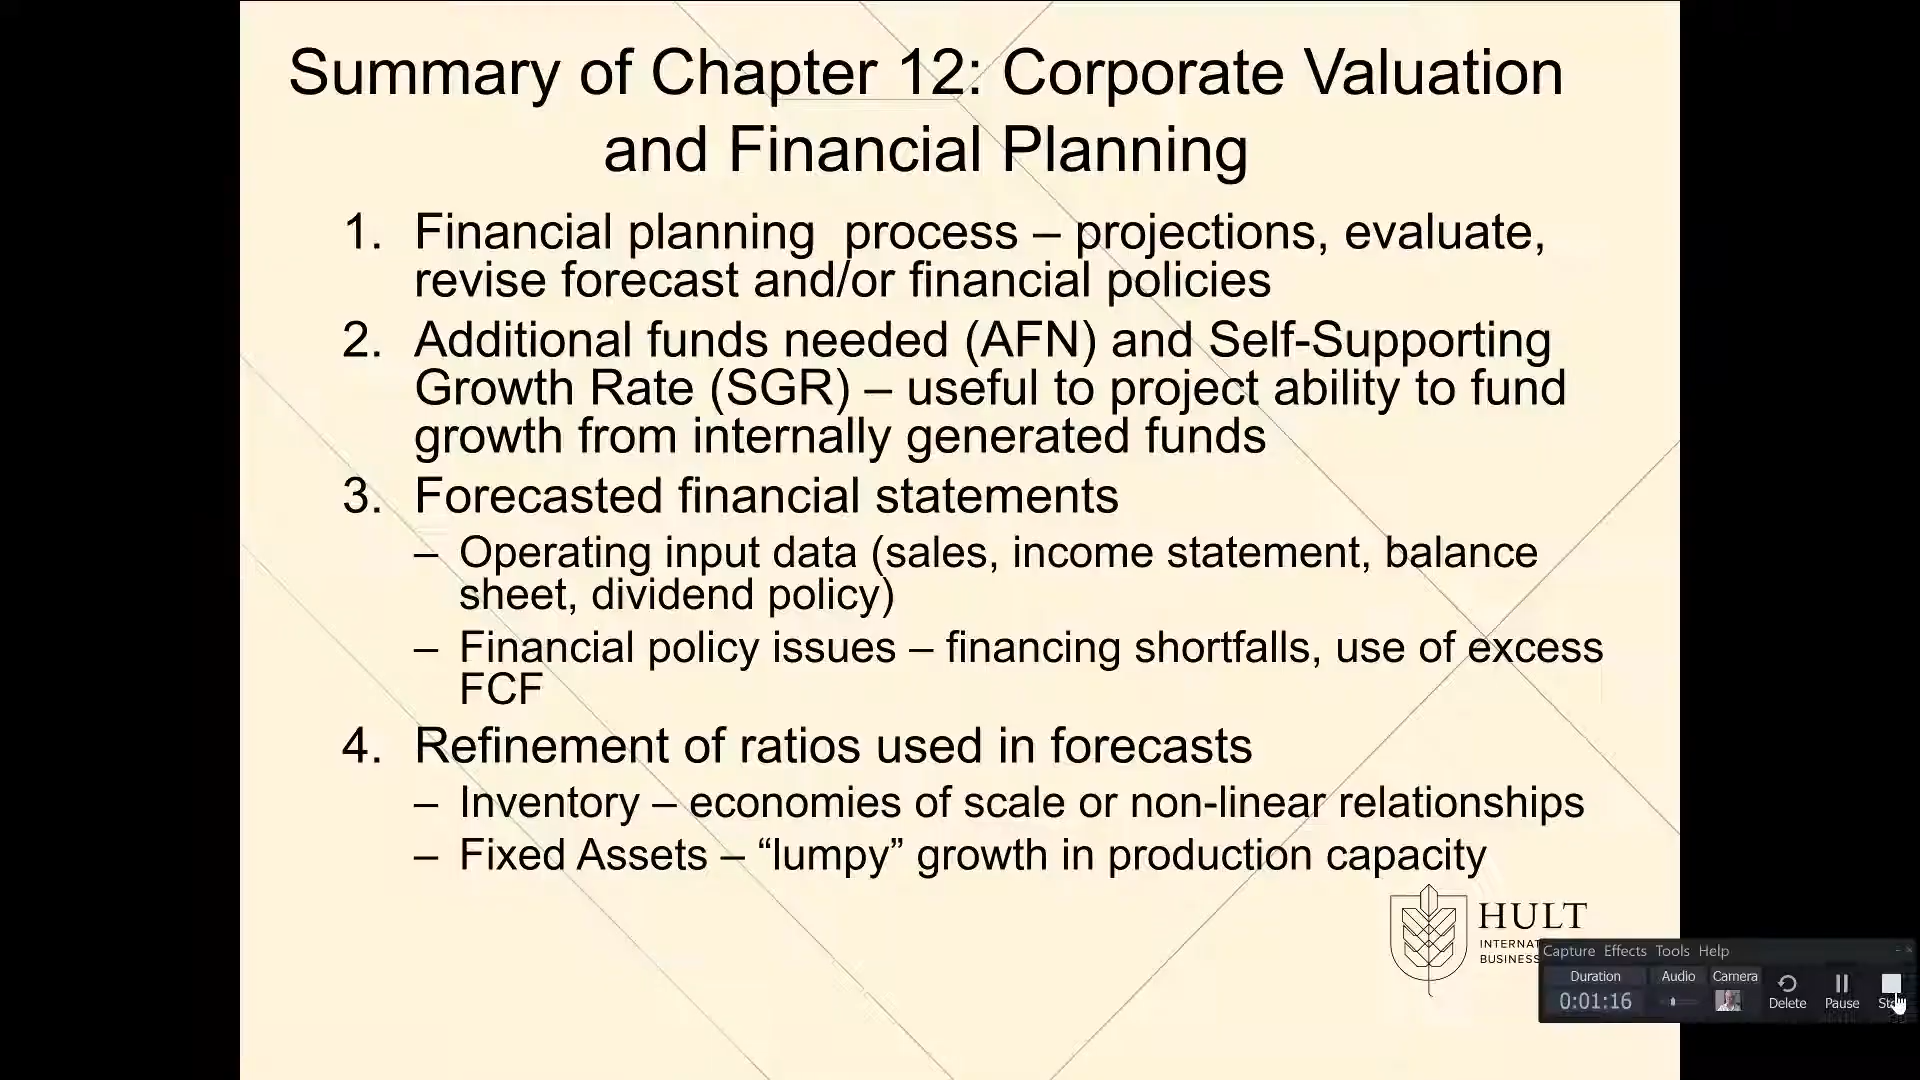 Summary of Chapter 12: Corporate Valuation
and Financial Planning
1. Financial planning  process – projections, evaluate,
revise forecast and/or financial policies
2. Additional funds needed (AFN) and Self-Supporting
Growth Rate (SGR) – useful to project ability to fund
growth from internally generated funds
3. Forecasted financial statements
– Operating input data (sales, income statement, balance
sheet, dividend policy)
– Financial policy issues – financing shortfalls, use of excess
FCF
4. Refinement of ratios used in forecasts
– Inventory – economies of scale or non-linear relationships
– Fixed Assets – “lumpy” growth in production capacity
HULT
BUSINESS
Capture Effects Tools Help
Duration Audio Camera
0:01:16 Delete Pause